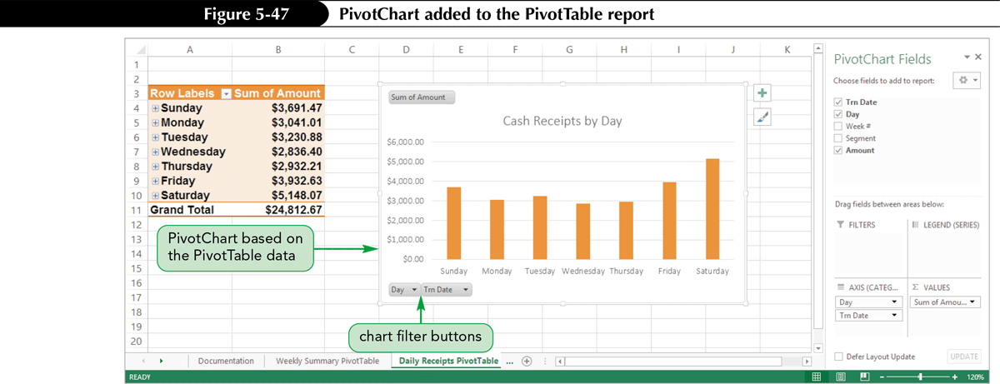 Figure 5-47 PivotChart added to the PivotTable report
A B C D E F G H I J K
1
2
3 Row Labels Sum of Amount
4 Sunday $3,691.47
5 Monday $3,041.01
6 Tuesday $3,230.88
7 Wednesday $2,836.40
8 Thursday $2,932.21
9 Friday $3,932.63
10 Saturday $5,148.07
11 Grand Total $24,812.67
12
13
14
15
16
17
18
19
20
PivotChart based on
the PivotTable data
Sum of Amount
Cash Receipts by Day
$6,000.00
$5,000.00
$4,000.00
$3,000.00
$2,000.00
$1,000.00
$0.00
Sunday Monday Tuesday Wednesday Thursday Friday Saturday
Day Trn Date
chart filter buttons
PivotChart Fields
Choose fields to add to report:
Trn Date
Day
Week #
Segment
Amount
Drag fields between areas below:
FILTERS LEGEND (SERIES)
AXIS (CATEG... Σ VALUES
Day Sum of Amou...
Trn Date
Defer Layout Update UPDATE
Documentation Weekly Summary PivotTable Daily Receipts PivotTable ...
READY 120%